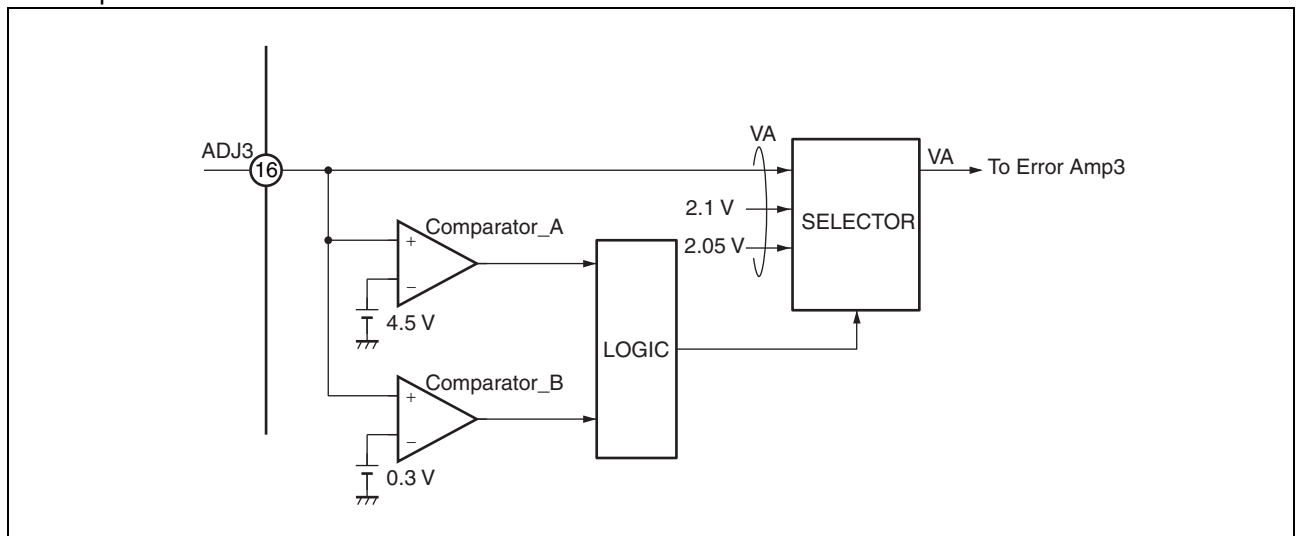 VA
ADJ3
16
VA
To Error Amp3
2.1 V
SELECTOR
Comparator_A
2.05 V
+
−
4.5 V
LOGIC
Comparator_B
+
−
0.3 V